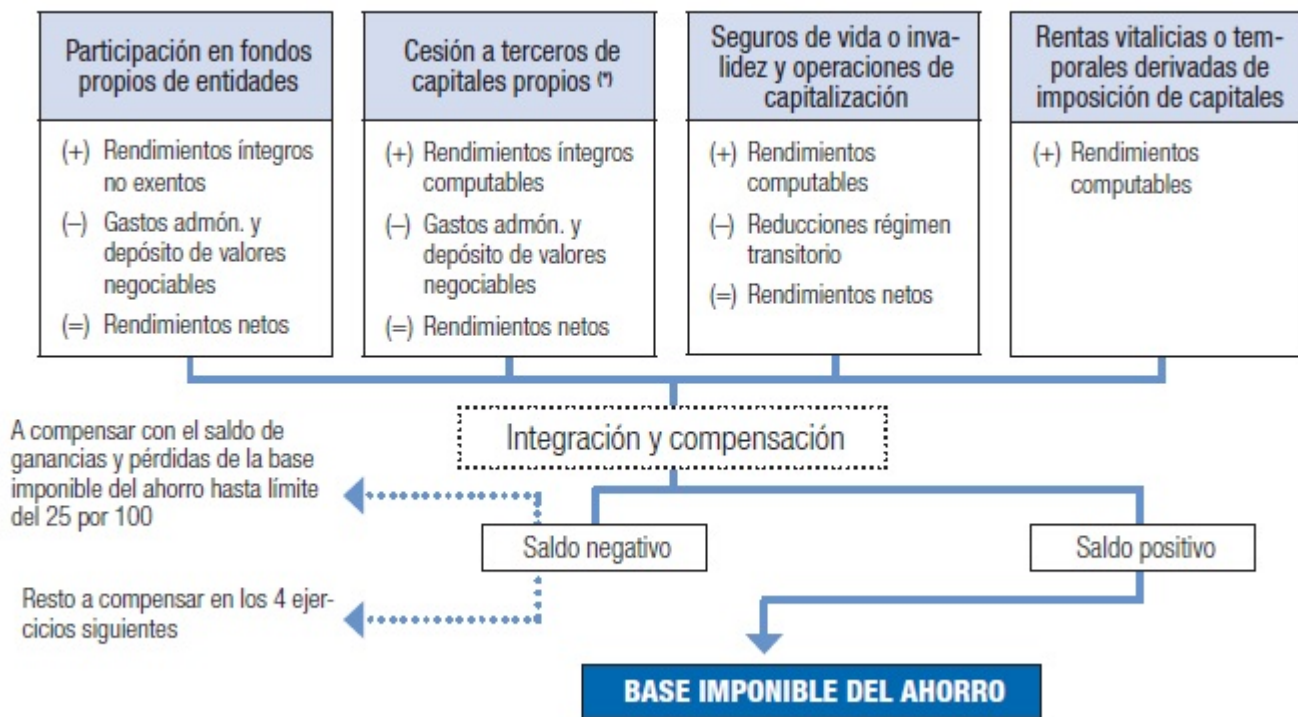 Participación en fondos
propios de entidades
(+) Rendimientos íntegros
no exentos
(–) Gastos admón. y
depósito de valores
negociables
(=) Rendimientos netos
Cesión a terceros de
capitales propios (*)
(+) Rendimientos íntegros
computables
(–) Gastos admón. y
depósito de valores
negociables
(=) Rendimientos netos
Seguros de vida o inva-
lidez y operaciones de
capitalización
(+) Rendimientos
computables
(–) Reducciones régimen
transitorio
(=) Rendimientos netos
Rentas vitalicias o tem-
porales derivadas de
imposición de capitales
(+) Rendimientos
computables
Integración y compensación
A compensar con el saldo de
ganancias y pérdidas de la base
imponible del ahorro hasta límite
del 25 por 100
Saldo negativo
Saldo positivo
Resto a compensar en los 4 ejer-
cicios siguientes
BASE IMPONIBLE DEL AHORRO